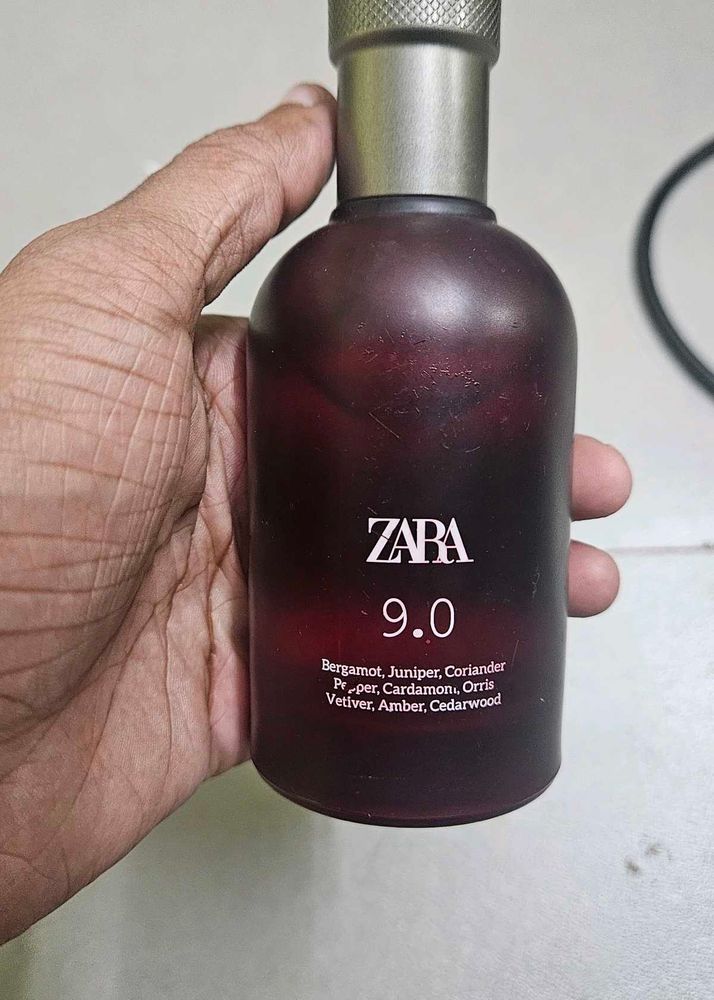 ZARA
9.0
Bergamot, Juniper, Coriander
Pepper, Cardamom, Orris
Vetiver, Amber, Cedarwood